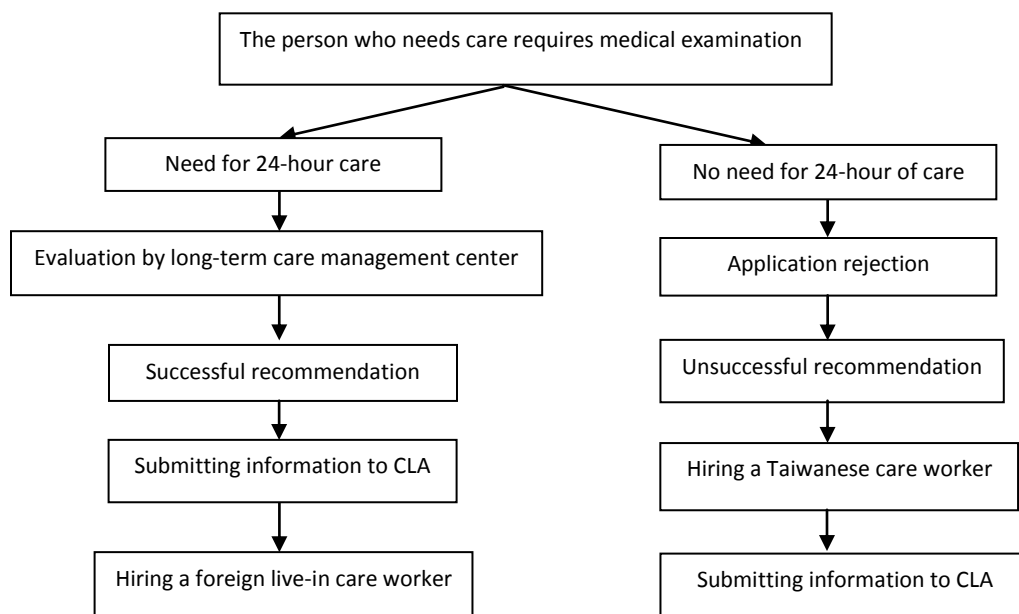 The person who needs care requires medical examination
Need for 24-hour care
No need for 24-hour of care
Evaluation by long-term care management center
Application rejection
Successful recommendation
Unsuccessful recommendation
Submitting information to CLA
Hiring a Taiwanese care worker
Hiring a foreign live-in care worker
Submitting information to CLA